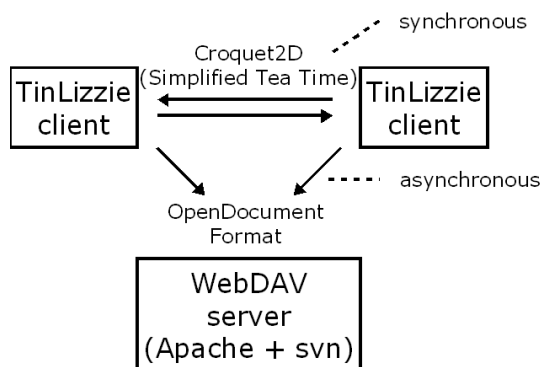 synchronous
Croquet2D
(Simplified Tea Time)
TinLizzie
client
TinLizzie
client
asynchronous
OpenDocument
Format
WebDAV
server
(Apache + svn)